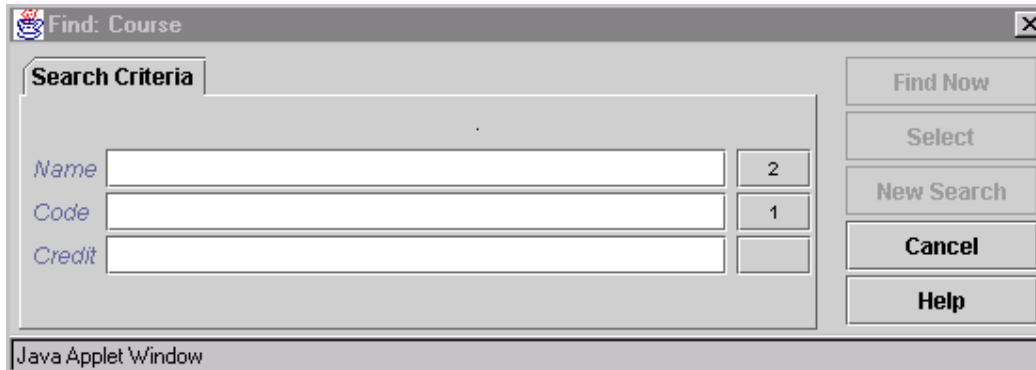 Find: Course
Search Criteria
Find Now
Select
Name 2
New Search
Code 1
Credit
Cancel
Help
Java Applet Window